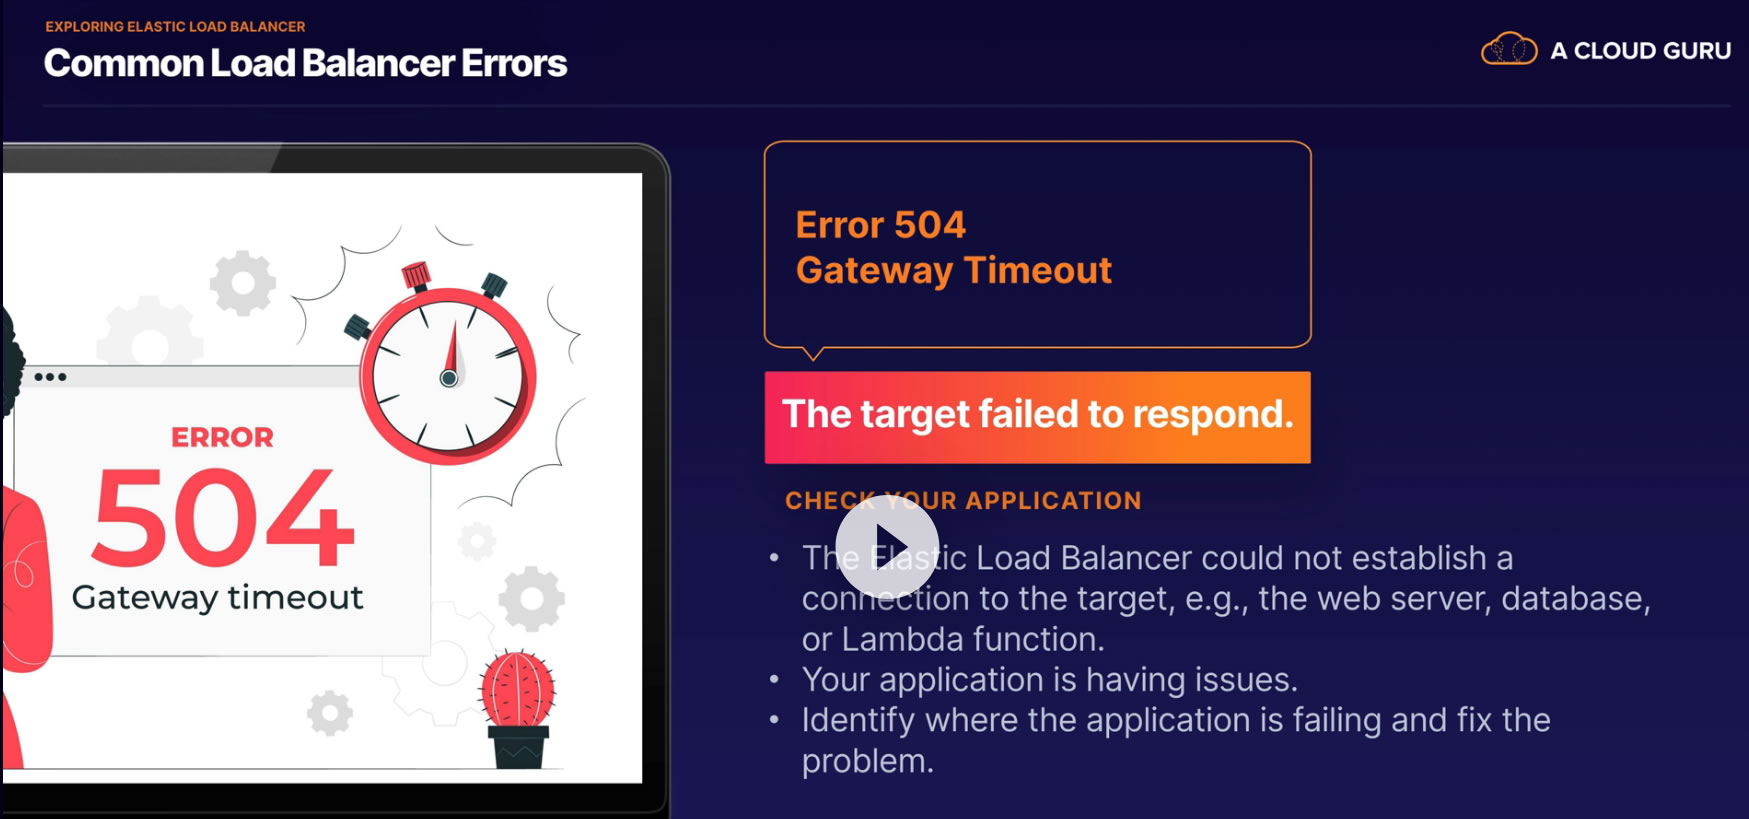 EXPLORING ELASTIC LOAD BALANCER
Common Load Balancer Errors
A CLOUD GURU
ERROR
504
Gateway timeout
Error 504
Gateway Timeout
The target failed to respond.
CHECK YOUR APPLICATION
• The Elastic Load Balancer could not establish a
connection to the target, e.g., the web server, database,
or Lambda function.
• Your application is having issues.
• Identify where the application is failing and fix the
problem.